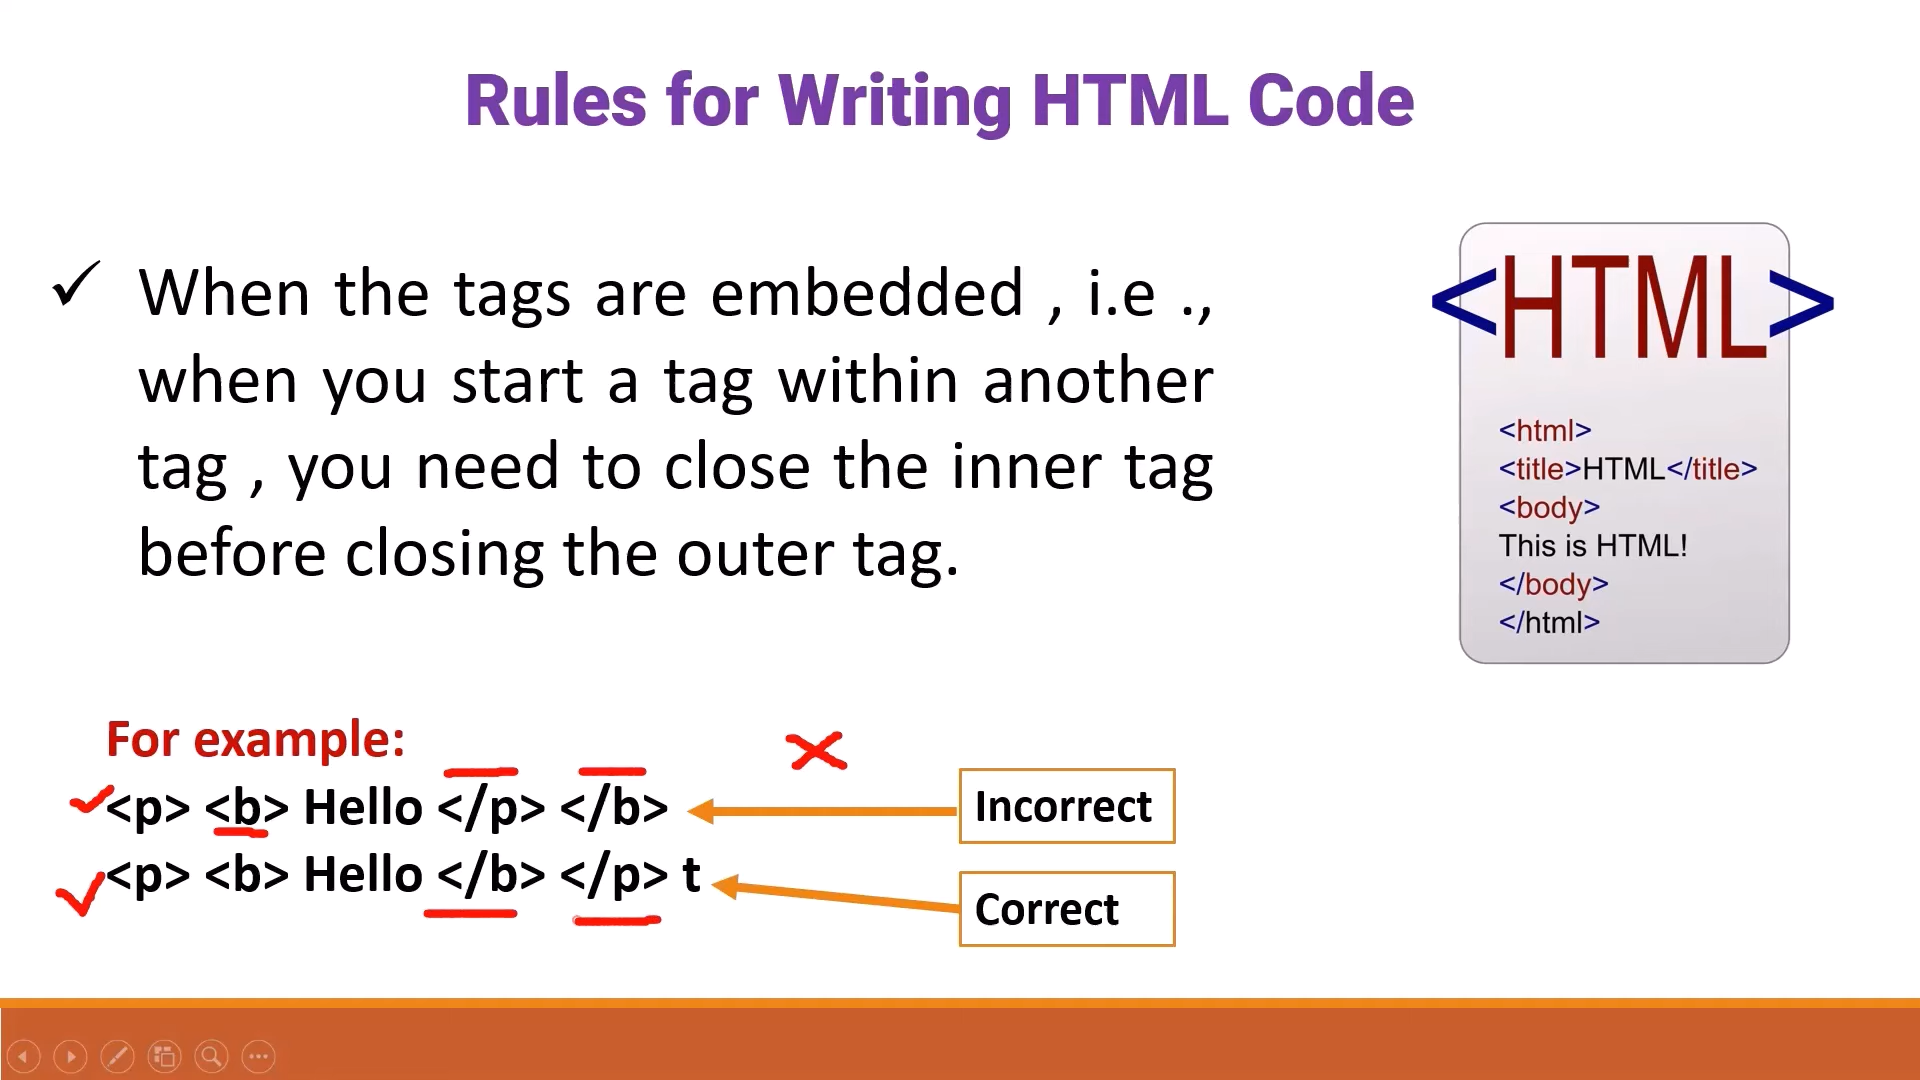 Rules for Writing HTML Code
When the tags are embedded , i.e .,
when you start a tag within another
tag , you need to close the inner tag
before closing the outer tag.
<HTML>
<html>
<title>HTML</title>
<body>
This is HTML!
</body>
</html>
For example:
<p> <b> Hello </p> </b>
Incorrect
<p> <b> Hello </b> </p> t
Correct